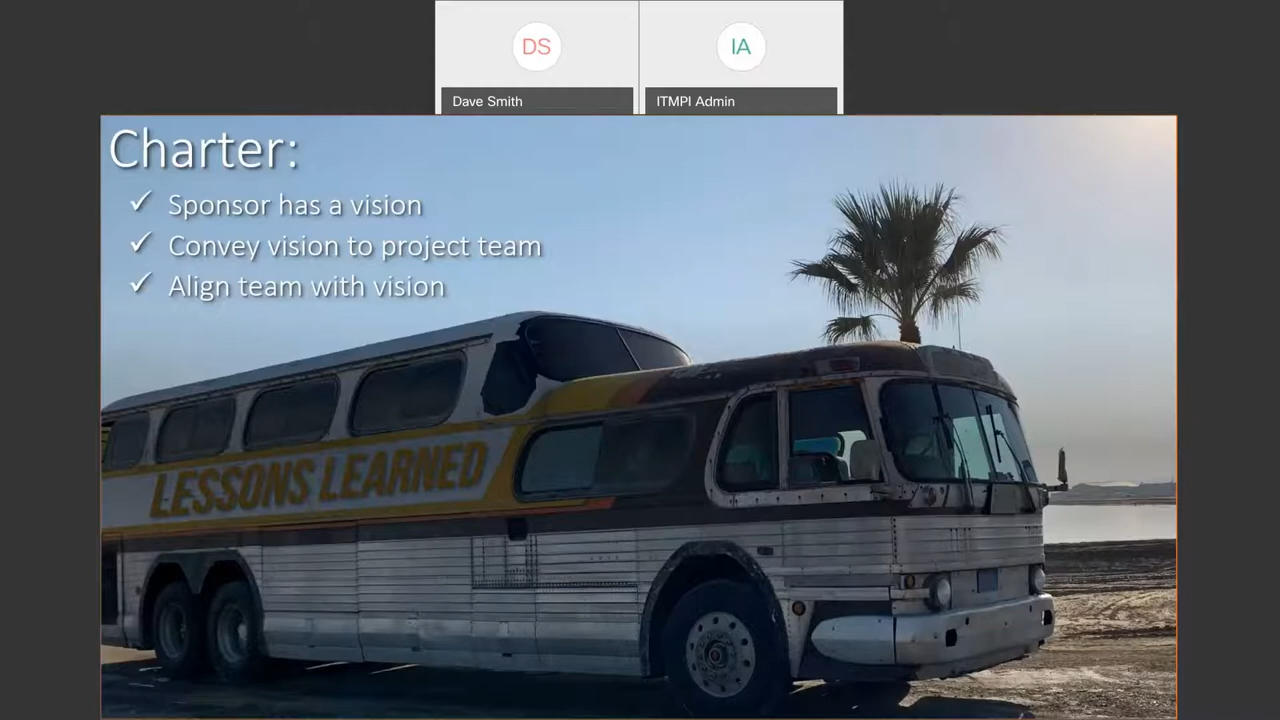 DS
IA
Dave Smith
ITMPI Admin
Charter:
✓ Sponsor has a vision
✓ Convey vision to project team
✓ Align team with vision
LESSONS LEARNED